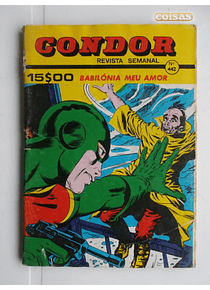 coisas
CONDOR
REVISTA SEMANAL
Nº
442
15$00
BABILÓNIA MEU AMOR